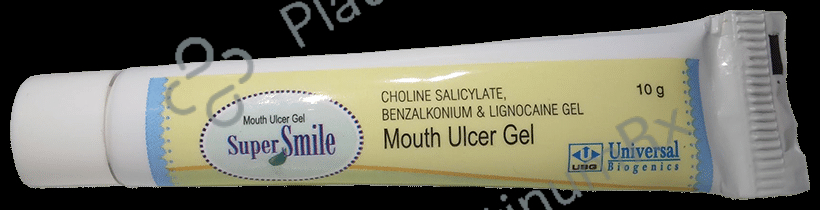 Mouth Ulcer Gel
Super Smile
CHOLINE SALICYLATE,
BENZALKONIUM & LIGNOCAINE GEL
Mouth Ulcer Gel
10 g
UBG
Universal
Biogenics